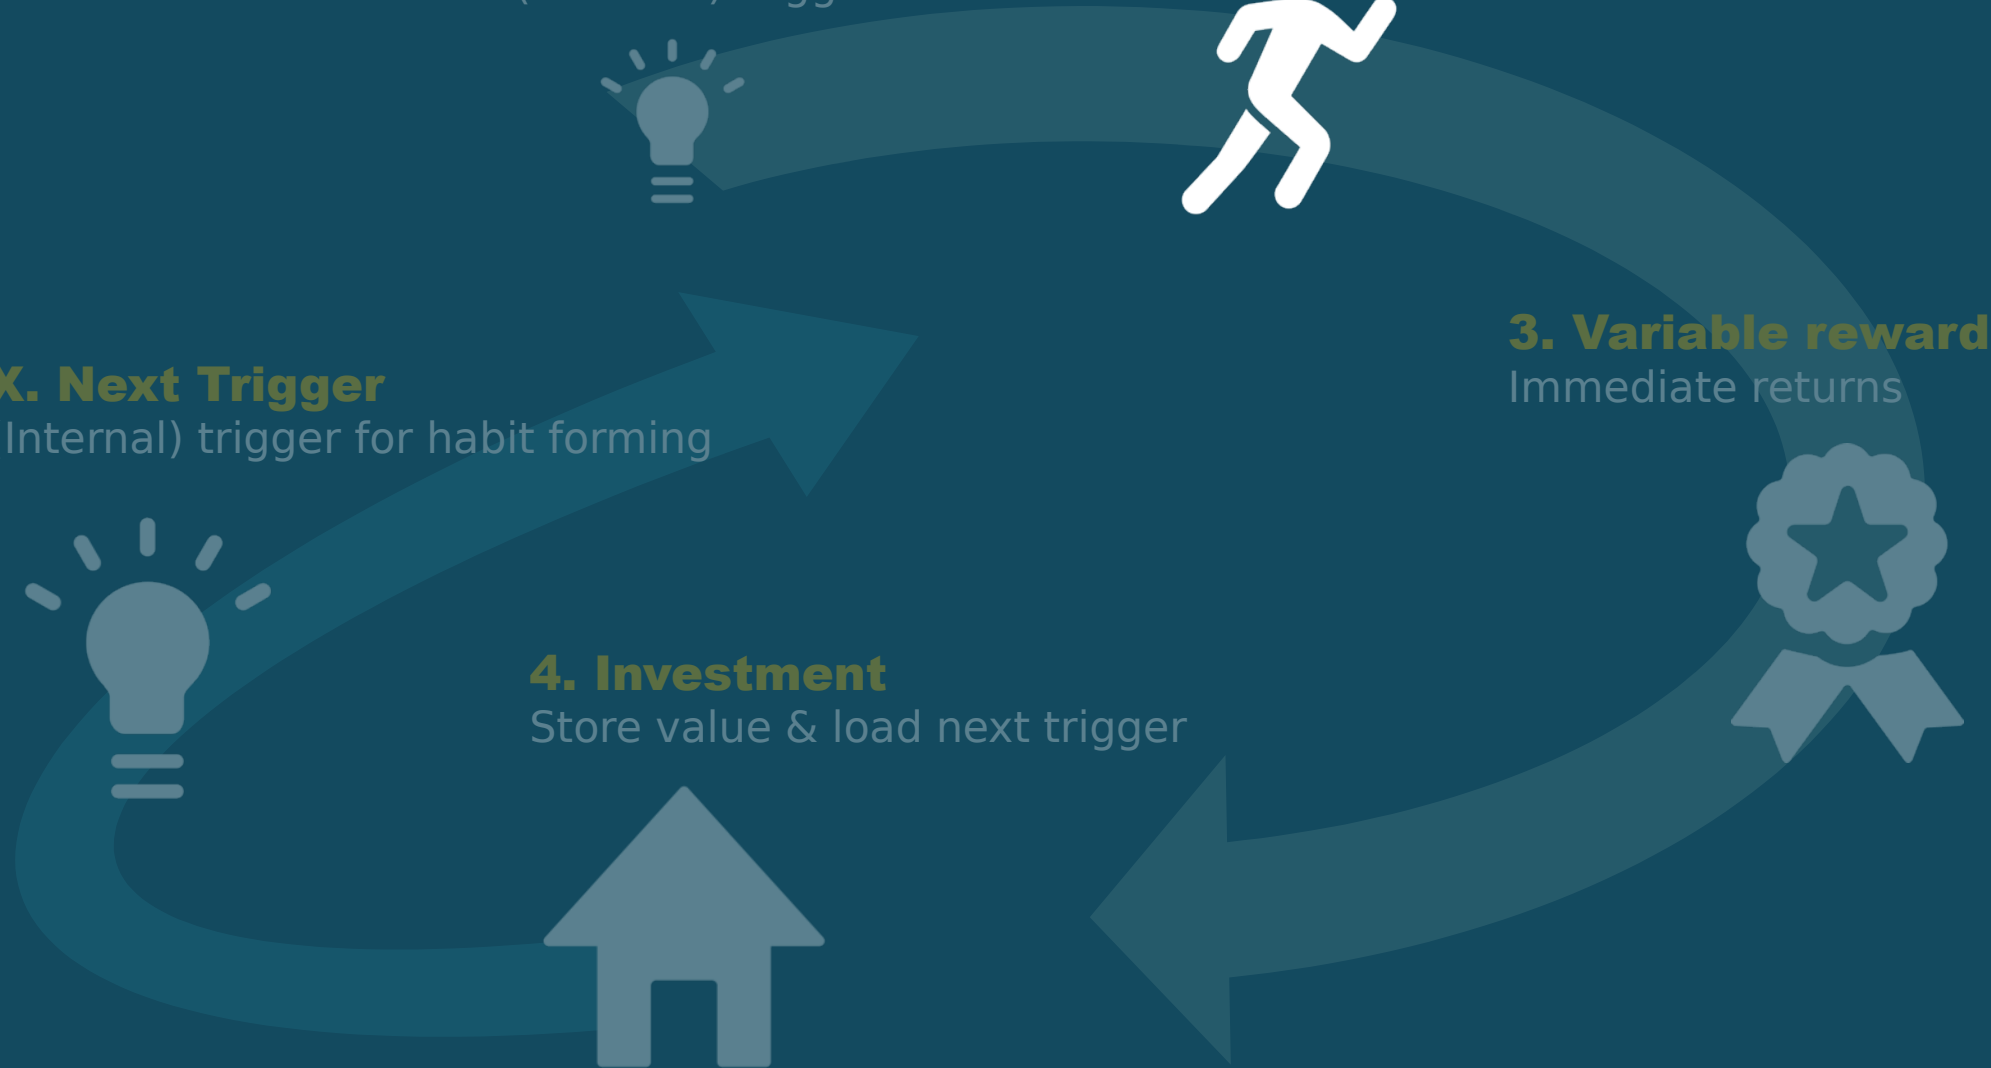 3. Variable reward
Immediate returns
X. Next Trigger
Internal) trigger for habit forming
4. Investment
Store value & load next trigger